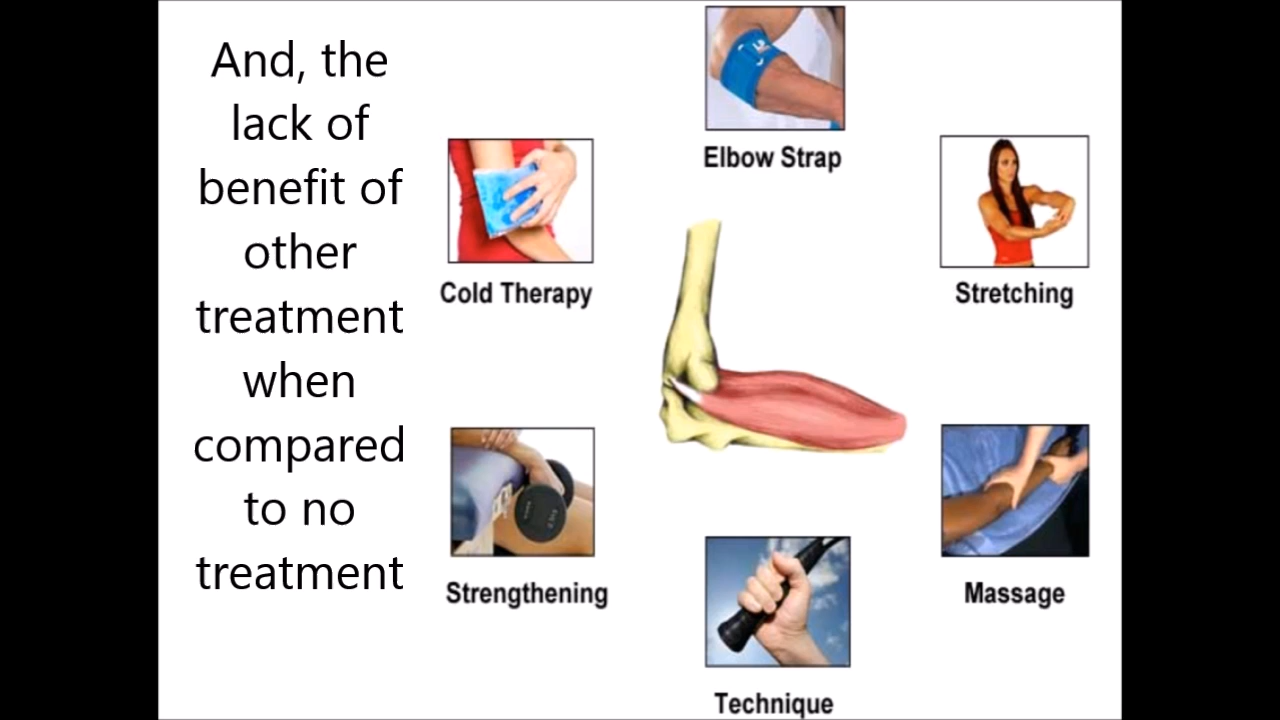 And, the
lack of
benefit of
other
treatment
when
compared
to no
treatment
Elbow Strap
Cold Therapy
Stretching
Strengthening
Massage
Technique